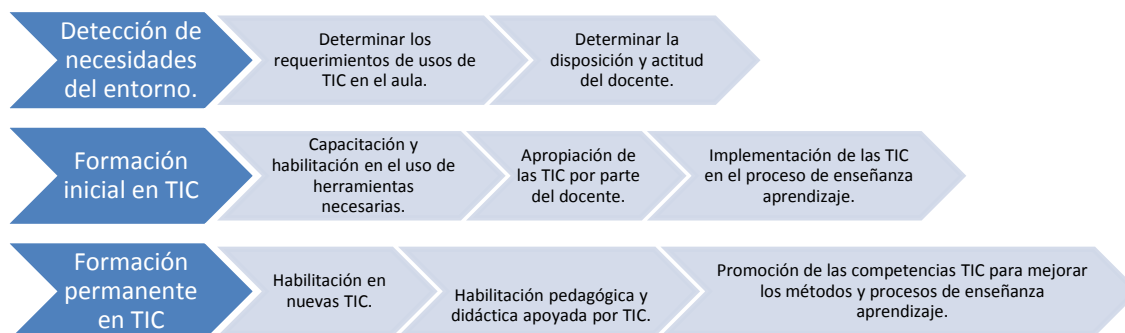 Detección de
necesidades
del entorno.
Determinar los
requerimientos de usos de
TIC en el aula.
Determinar la
disposición y actitud
del docente.
Formación
inicial en TIC
Capacitación y
habilitación en el uso de
herramientas
necesarias.
Apropiación de
las TIC por parte
del docente.
Implementación de las TIC
en el proceso de enseñanza
aprendizaje.
Formación
permanente
en TIC
Habilitación en
nuevas TIC.
Habilitación pedagógica y
didáctica apoyada por TIC.
Promoción de las competencias TIC para mejorar
los métodos y procesos de enseñanza
aprendizaje.